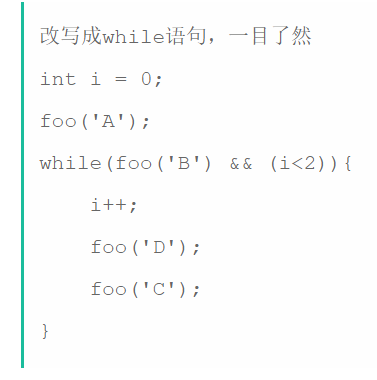 改写成while语句，一目了然
int i = 0;
foo('A');
while(foo('B') && (i<2)){
    i++;
    foo('D');
    foo('C');
}